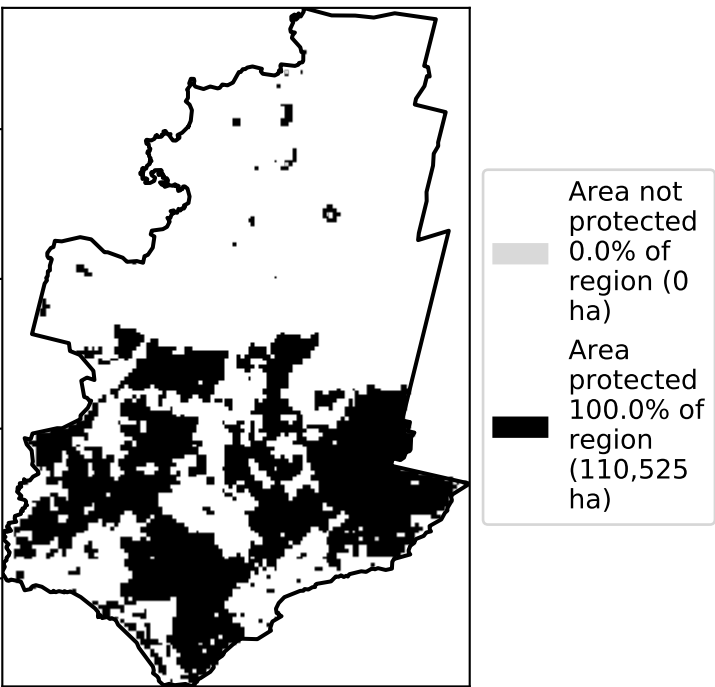 Area not
protected
0.0% of
region (0
ha)
Area
protected
100.0% of
region
(110,525
ha)